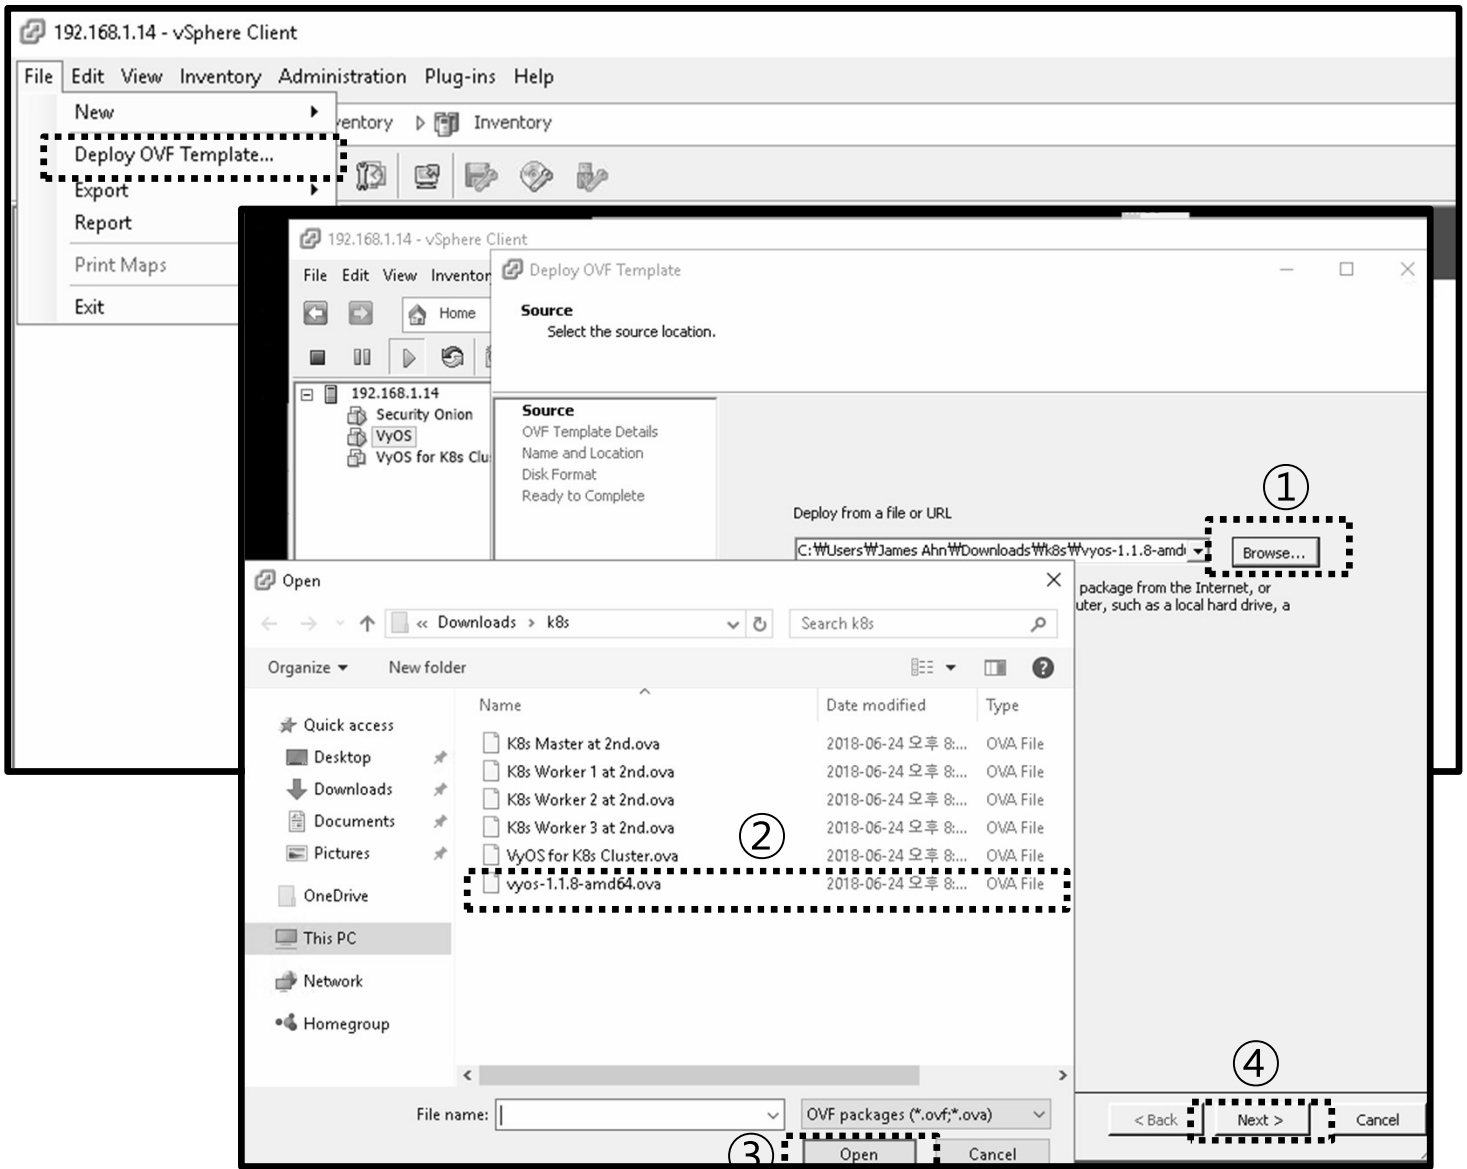 192.168.1.14 - vSphere Client
File Edit View Inventory Administration Plug-ins Help
New
ventory Inventory
Deploy OVF Template...
Export
Report
Print Maps
Exit
192.168.1.14 - vSphere Client
File Edit View Inventor
Home
192.168.1.14
Security Onion
VyOS
VyOS for K8s Clu
Deploy OVF Template
Source
Select the source location.
Source
OVF Template Details
Name and Location
Disk Format
Ready to Complete
①
Deploy from a file or URL
C:₩Users₩James Ahn₩Downloads₩k8s₩vyos-1.1.8-amd Browse...
package from the Internet, or
uter, such as a local hard drive, a
Open
« Downloads › k8s Search k8s
Organize New folder
Quick access
Desktop
Downloads
Documents
Pictures
OneDrive
This PC
Network
Homegroup
Name Date modified Type
K8s Master at 2nd.ova 2018-06-24 오후 8:... OVA File
K8s Worker 1 at 2nd.ova 2018-06-24 오후 8:... OVA File
K8s Worker 2 at 2nd.ova 2018-06-24 오후 8:... OVA File
K8s Worker 3 at 2nd.ova 2018-06-24 오후 8:... OVA File
②
VyOS for K8s Cluster.ova 2018-06-24 오후 8:... OVA File
vyos-1.1.8-amd64.ova 2018-06-24 오후 8:... OVA File
File name: OVF packages (*.ovf;*.ova)
③ Open Cancel
④
< Back Next > Cancel